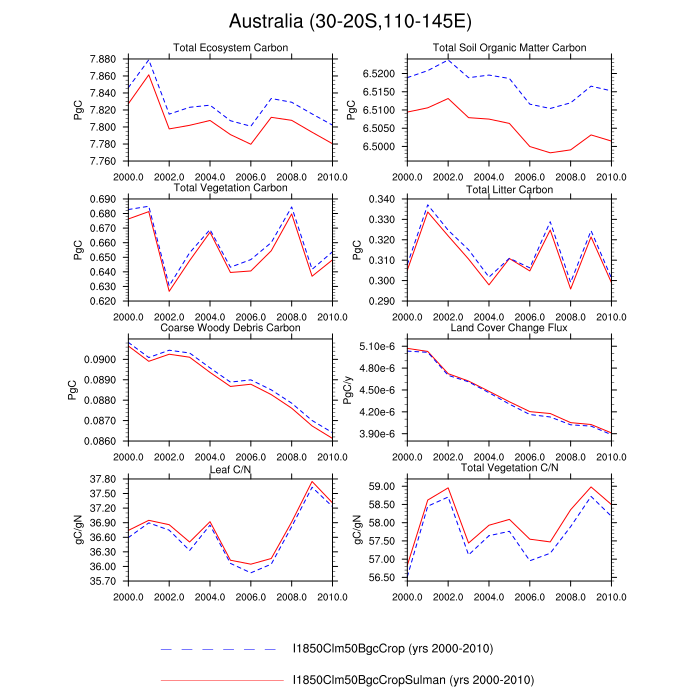 Australia (30-20S,110-145E)
Total Ecosystem Carbon
PgC
7.880
7.860
7.840
7.820
7.800
7.780
7.760
2000.0 2002.0 2004.0 2006.0 2008.0 2010.0
Total Soil Organic Matter Carbon
PgC
6.5200
6.5150
6.5100
6.5050
6.5000
2000.0 2002.0 2004.0 2006.0 2008.0 2010.0
Total Vegetation Carbon
PgC
0.690
0.680
0.670
0.660
0.650
0.640
0.630
0.620
2000.0 2002.0 2004.0 2006.0 2008.0 2010.0
Total Litter Carbon
PgC
0.340
0.330
0.320
0.310
0.300
0.290
2000.0 2002.0 2004.0 2006.0 2008.0 2010.0
Coarse Woody Debris Carbon
PgC
0.0900
0.0890
0.0880
0.0870
0.0860
2000.0 2002.0 2004.0 2006.0 2008.0 2010.0
Land Cover Change Flux
PgC/y
5.10e-6
4.80e-6
4.50e-6
4.20e-6
3.90e-6
2000.0 2002.0 2004.0 2006.0 2008.0 2010.0
Leaf C/N
gC/gN
37.80
37.50
37.20
36.90
36.60
36.30
36.00
35.70
2000.0 2002.0 2004.0 2006.0 2008.0 2010.0
Total Vegetation C/N
gC/gN
59.00
58.50
58.00
57.50
57.00
56.50
2000.0 2002.0 2004.0 2006.0 2008.0 2010.0
I1850Clm50BgcCrop (yrs 2000-2010)
I1850Clm50BgcCropSulman (yrs 2000-2010)